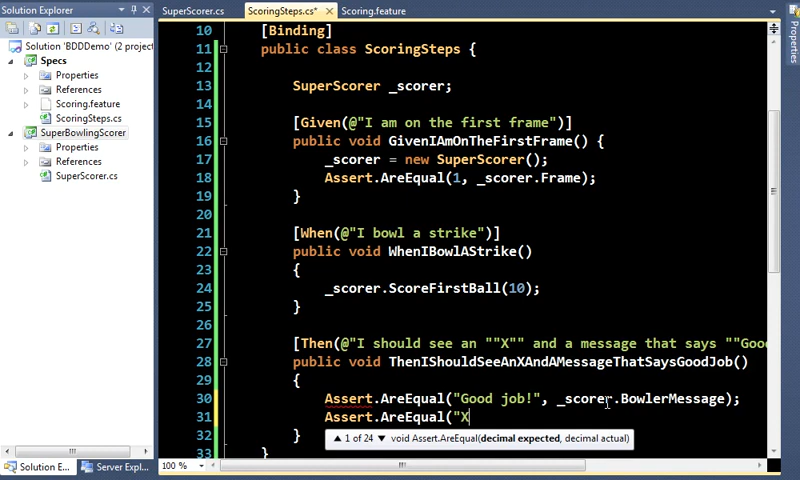 Solution Explorer
SuperScorer.cs
ScoringSteps.cs*
Scoring.feature
Properties
Solution 'BDDDemo' (2 project
Specs
Properties
References
Scoring.feature
ScoringSteps.cs
SuperBowlingScorer
Properties
References
SuperScorer.cs
10 [Binding]
11 public class ScoringSteps {
12
13 SuperScorer _scorer;
14
15 [Given(@"I am on the first frame")]
16 public void GivenIAmOnTheFirstFrame() {
17 _scorer = new SuperScorer();
18 Assert.AreEqual(1, _scorer.Frame);
19 }
20
21 [When(@"I bowl a strike")]
22 public void WhenIBowlAStrike()
23 {
24 _scorer.ScoreFirstBall(10);
25 }
26
27 [Then(@"I should see an ""X"" and a message that says ""Good
28 public void ThenIShouldSeeAnXAndAMessageThatSaysGoodJob()
29 {
30 Assert.AreEqual("Good job!", _scorer.BowlerMessage);
31 Assert.AreEqual("X
32 }
1 of 24 void Assert.AreEqual(decimal expected, decimal actual)
33 }
100 %
Solution E...
Server Expl...